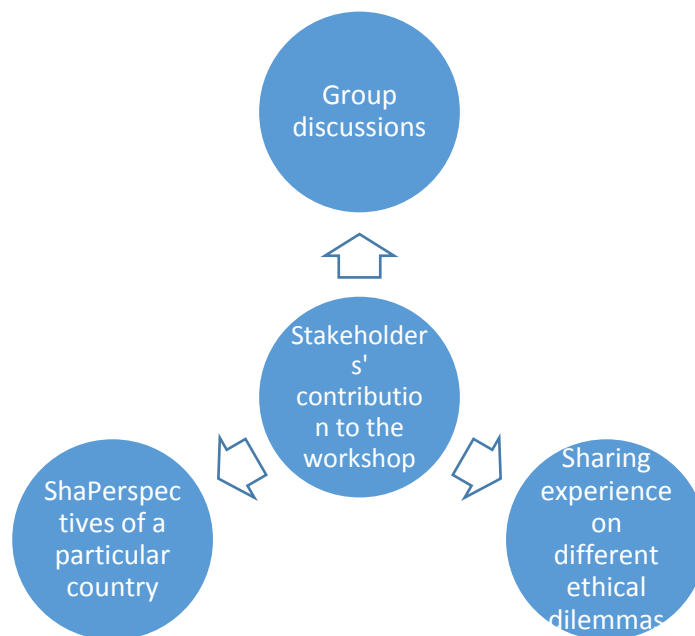 Group
discussions
Stakeholder
s'
contributio
n to the
workshop
ShaPerspec
tives of a
particular
country
Sharing
experience
on
different
ethical
dilemmas